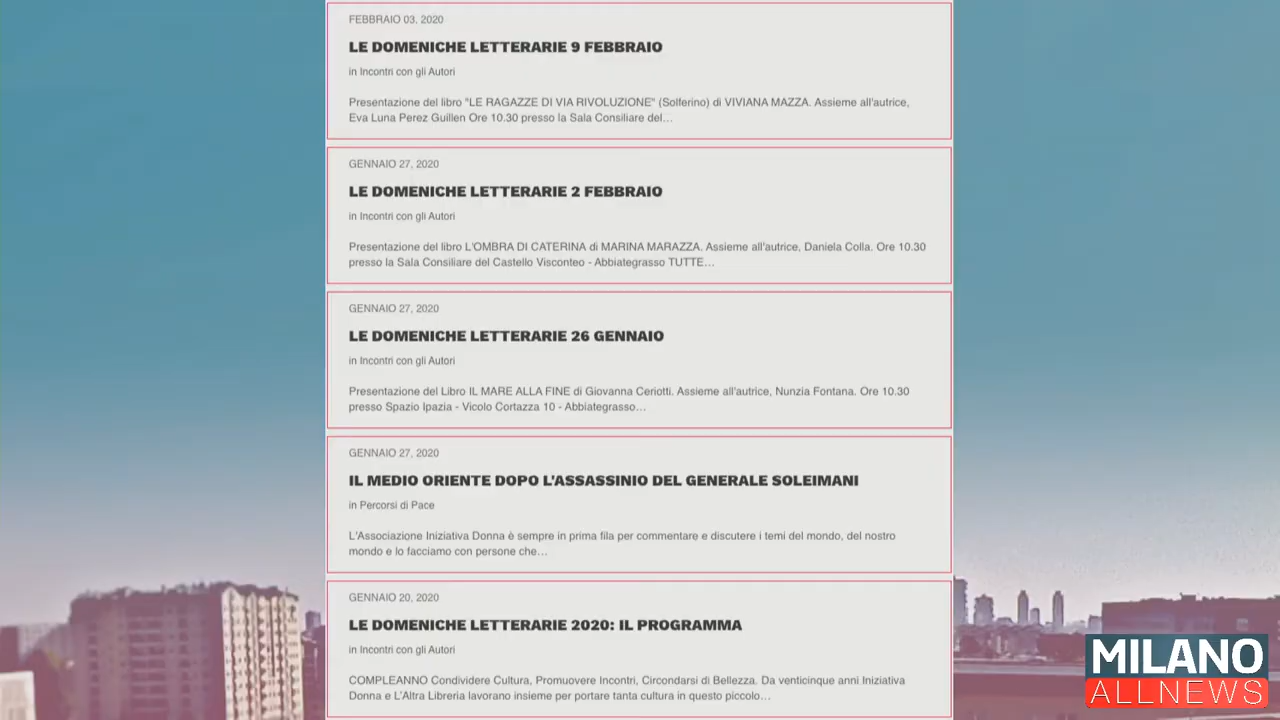 FEBBRAIO 03, 2020
LE DOMENICHE LETTERARIE 9 FEBBRAIO
in Incontri con gli Autori
Presentazione del libro "LE RAGAZZE DI VIA RIVOLUZIONE" (Solferino) di VIVIANA MAZZA. Assieme all'autrice,
Eva Luna Perez Guillen Ore 10.30 presso la Sala Consiliare del…
GENNAIO 27, 2020
LE DOMENICHE LETTERARIE 2 FEBBRAIO
in Incontri con gli Autori
Presentazione del libro L'OMBRA DI CATERINA di MARINA MARAZZA. Assieme all'autrice, Daniela Colla. Ore 10.30
presso la Sala Consiliare del Castello Visconteo - Abbiategrasso TUTTE…
GENNAIO 27, 2020
LE DOMENICHE LETTERARIE 26 GENNAIO
in Incontri con gli Autori
Presentazione del Libro IL MARE ALLA FINE di Giovanna Ceriotti. Assieme all'autrice, Nunzia Fontana. Ore 10.30
presso Spazio Ipazia - Vicolo Cortazza 10 - Abbiategrasso…
GENNAIO 27, 2020
IL MEDIO ORIENTE DOPO L'ASSASSINIO DEL GENERALE SOLEIMANI
in Percorsi di Pace
L'Associazione Iniziativa Donna è sempre in prima fila per commentare e discutere i temi del mondo, del nostro
mondo e lo facciamo con persone che…
GENNAIO 20, 2020
LE DOMENICHE LETTERARIE 2020: IL PROGRAMMA
in Incontri con gli Autori
COMPLEANNO Condividere Cultura, Promuovere Incontri, Circondarsi di Bellezza. Da venticinque anni Iniziativa
Donna e L'Altra Libreria lavorano insieme per portare tanta cultura in questo piccolo…
MILANO
ALLNEWS